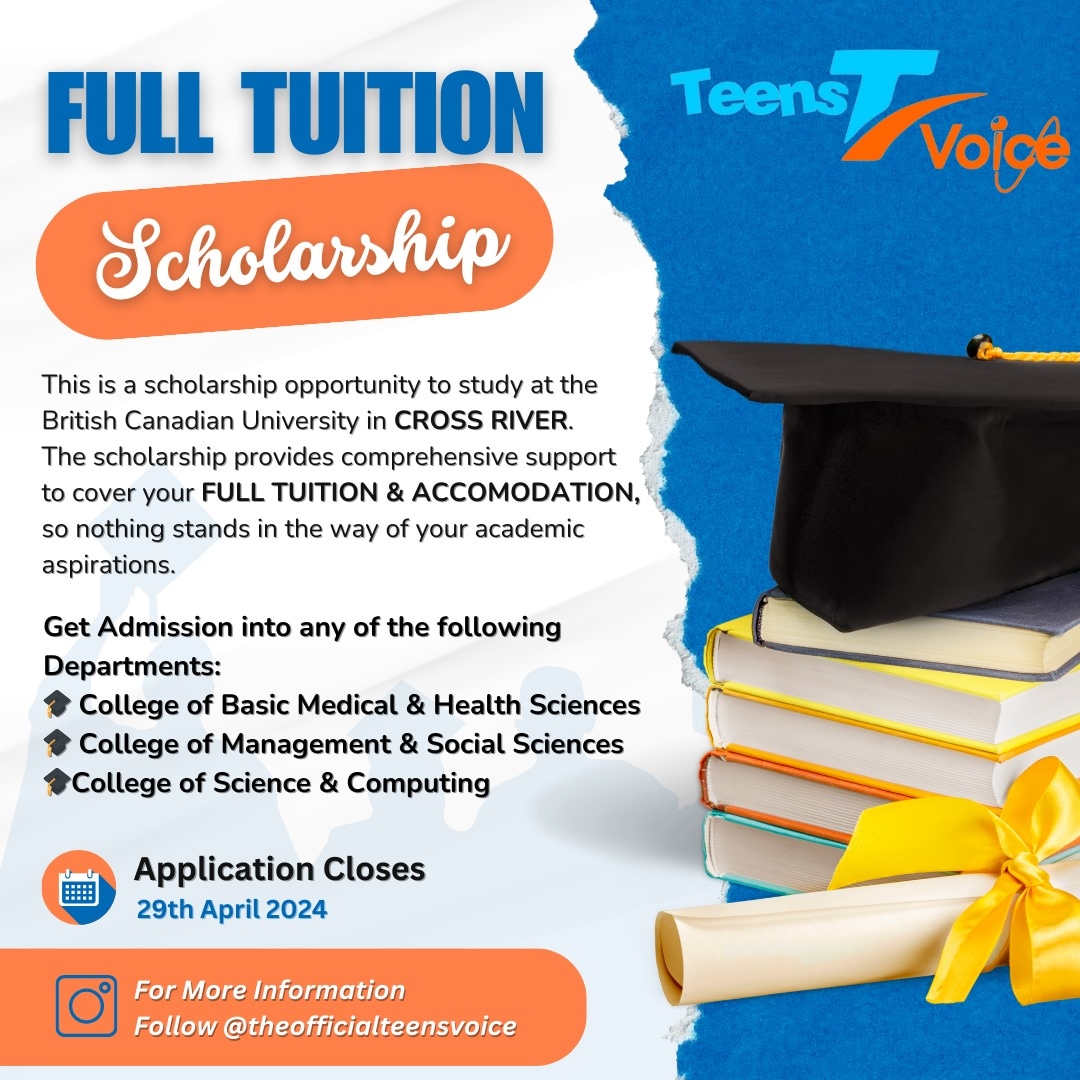 FULL TUITION
Scholarship
Teens T
Voice
This is a scholarship opportunity to study at the
British Canadian University in CROSS RIVER.
The scholarship provides comprehensive support
to cover your FULL TUITION & ACCOMODATION,
so nothing stands in the way of your academic
aspirations.
Get Admission into any of the following
Departments:
🎓 College of Basic Medical & Health Sciences
🎓 College of Management & Social Sciences
🎓College of Science & Computing
Application Closes
29th April 2024
For More Information
Follow @theofficialteensvoice